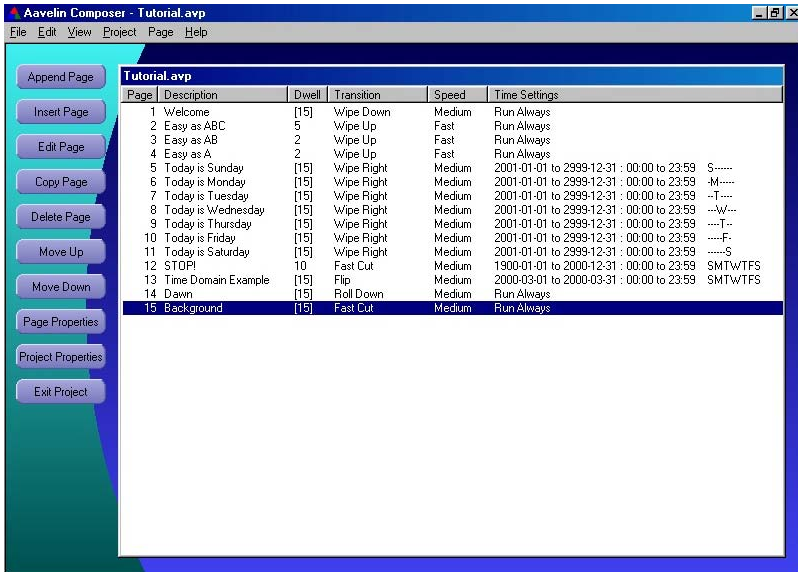 Aavelin Composer - Tutorial.avp
File Edit View Project Page Help
Append Page
Insert Page
Edit Page
Copy Page
Delete Page
Move Up
Move Down
Page Properties
Project Properties
Exit Project
Tutorial.avp
Page Description Dwell Transition Speed Time Settings
1 Welcome [15] Wipe Down Medium Run Always
2 Easy as ABC 5 Wipe Up Fast Run Always
3 Easy as AB 2 Wipe Up Fast Run Always
4 Easy as A 2 Wipe Up Fast Run Always
5 Today is Sunday [15] Wipe Right Medium 2001-01-01 to 2999-12-31 : 00:00 to 23:59 S------
6 Today is Monday [15] Wipe Right Medium 2001-01-01 to 2999-12-31 : 00:00 to 23:59 -M-----
7 Today is Tuesday [15] Wipe Right Medium 2001-01-01 to 2999-12-31 : 00:00 to 23:59 --T----
8 Today is Wednesday [15] Wipe Right Medium 2001-01-01 to 2999-12-31 : 00:00 to 23:59 ---W---
9 Today is Thursday [15] Wipe Right Medium 2001-01-01 to 2999-12-31 : 00:00 to 23:59 ----T--
10 Today is Friday [15] Wipe Right Medium 2001-01-01 to 2999-12-31 : 00:00 to 23:59 -----F-
11 Today is Saturday [15] Wipe Right Medium 2001-01-01 to 2999-12-31 : 00:00 to 23:59 ------S
12 STOP! 10 Fast Cut Medium 1900-01-01 to 2000-12-31 : 00:00 to 23:59 SMTWTFS
13 Time Domain Example [15] Flip Medium 2000-03-01 to 2000-03-31 : 00:00 to 23:59 SMTWTFS
14 Dawn [15] Roll Down Medium Run Always
15 Background [15] Fast Cut Medium Run Always